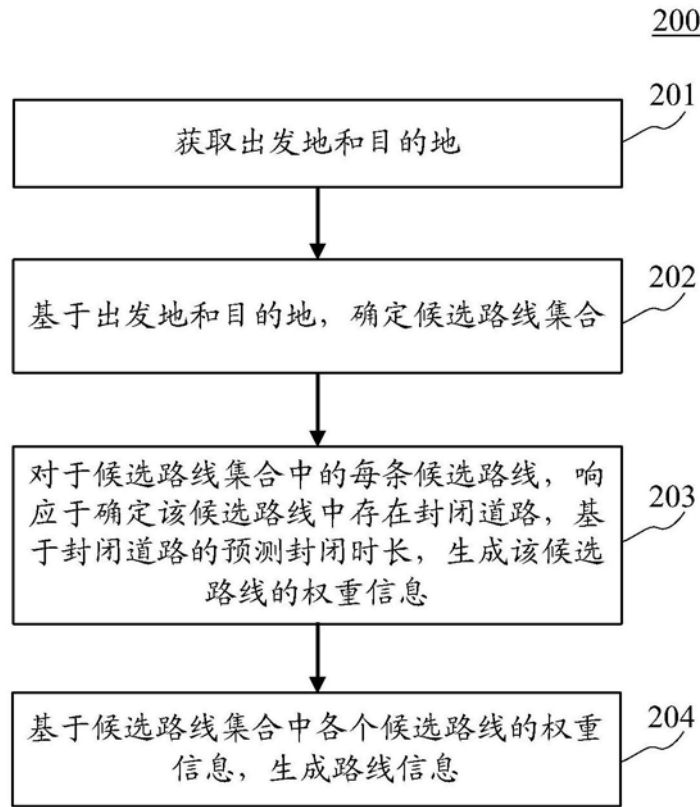 200
201
获取出发地和目的地
202
基于出发地和目的地，确定候选路线集合
对于候选路线集合中的每条候选路线，响
应于确定该候选路线中存在封闭道路，基
于封闭道路的预测封闭时长，生成该候选
路线的权重信息
203
基于候选路线集合中各个候选路线的权重
信息，生成路线信息
204